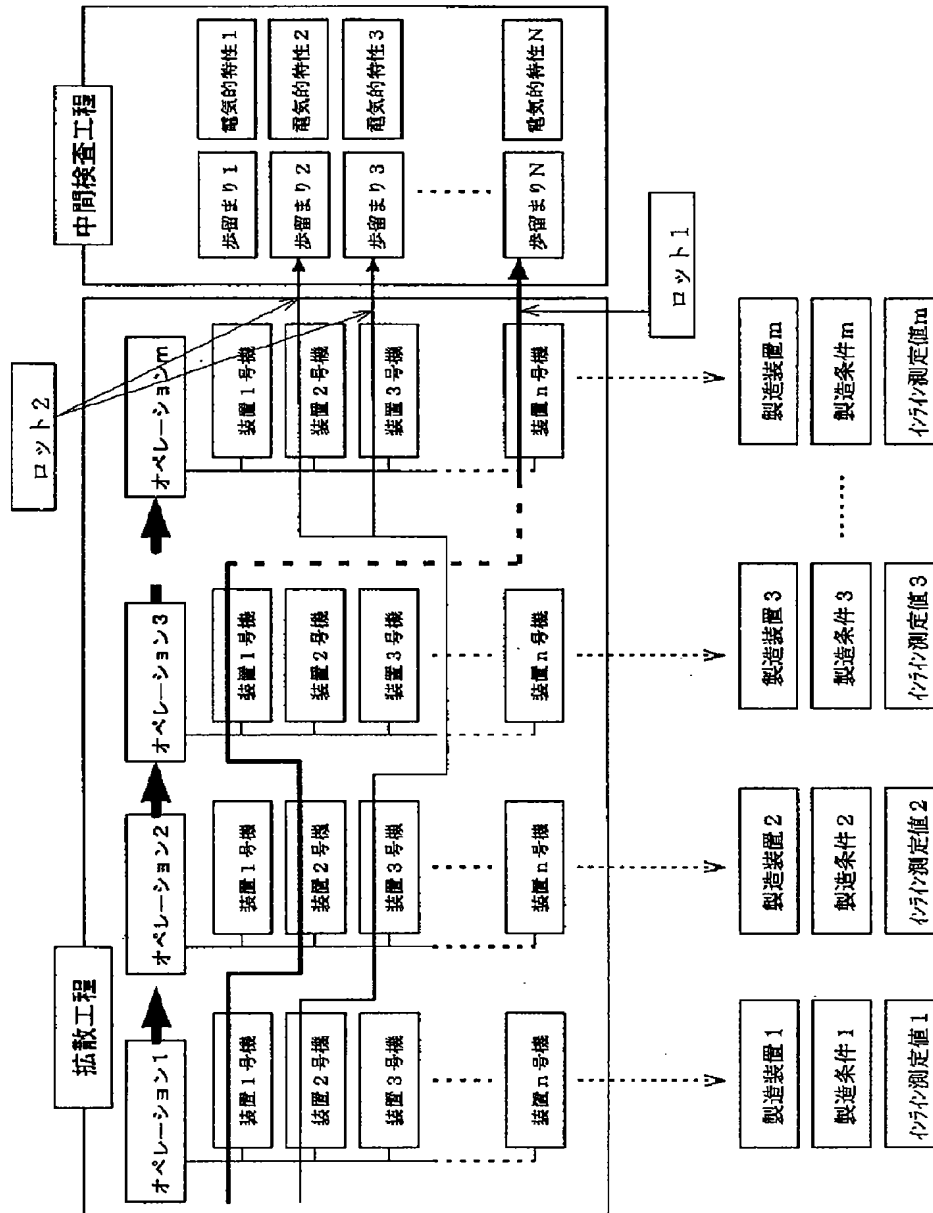 拡散工程
中間検査工程
ロット2
オペレーション1
オペレーション2
オペレーション3
オペレーションm
装置1号機
装置2号機
装置3号機
装置n号機
装置1号機
装置2号機
装置3号機
装置n号機
装置1号機
装置2号機
装置3号機
装置n号機
装置1号機
装置2号機
装置3号機
装置n号機
歩留まり1
電気的特性1
歩留まり2
電気的特性2
歩留まり3
電気的特性3
歩留まりN
電気的特性N
ロット1
製造装置1
製造条件1
インライン測定値1
製造装置2
製造条件2
インライン測定値2
製造装置3
製造条件3
インライン測定値3
製造装置m
製造条件m
インライン測定値m